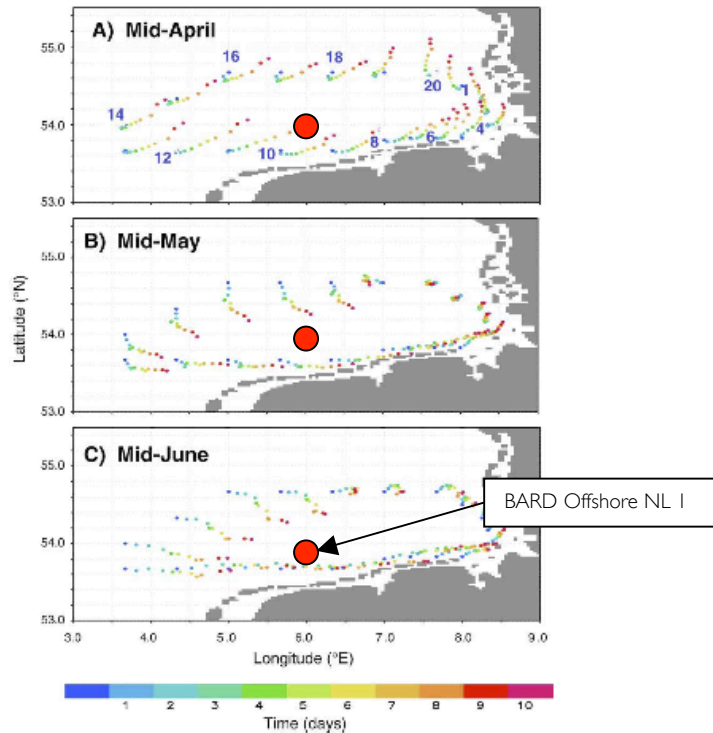 A) Mid-April
55.0
54.0
53.0
14
16
18
20
1
12
10
8
6
4
B) Mid-May
55.0
54.0
53.0
Latitude (°N)
C) Mid-June
55.0
54.0
53.0
BARD Offshore NL 1
3.0 4.0 5.0 6.0 7.0 8.0 9.0
Longitude (°E)
1 2 3 4 5 6 7 8 9 10
Time (days)